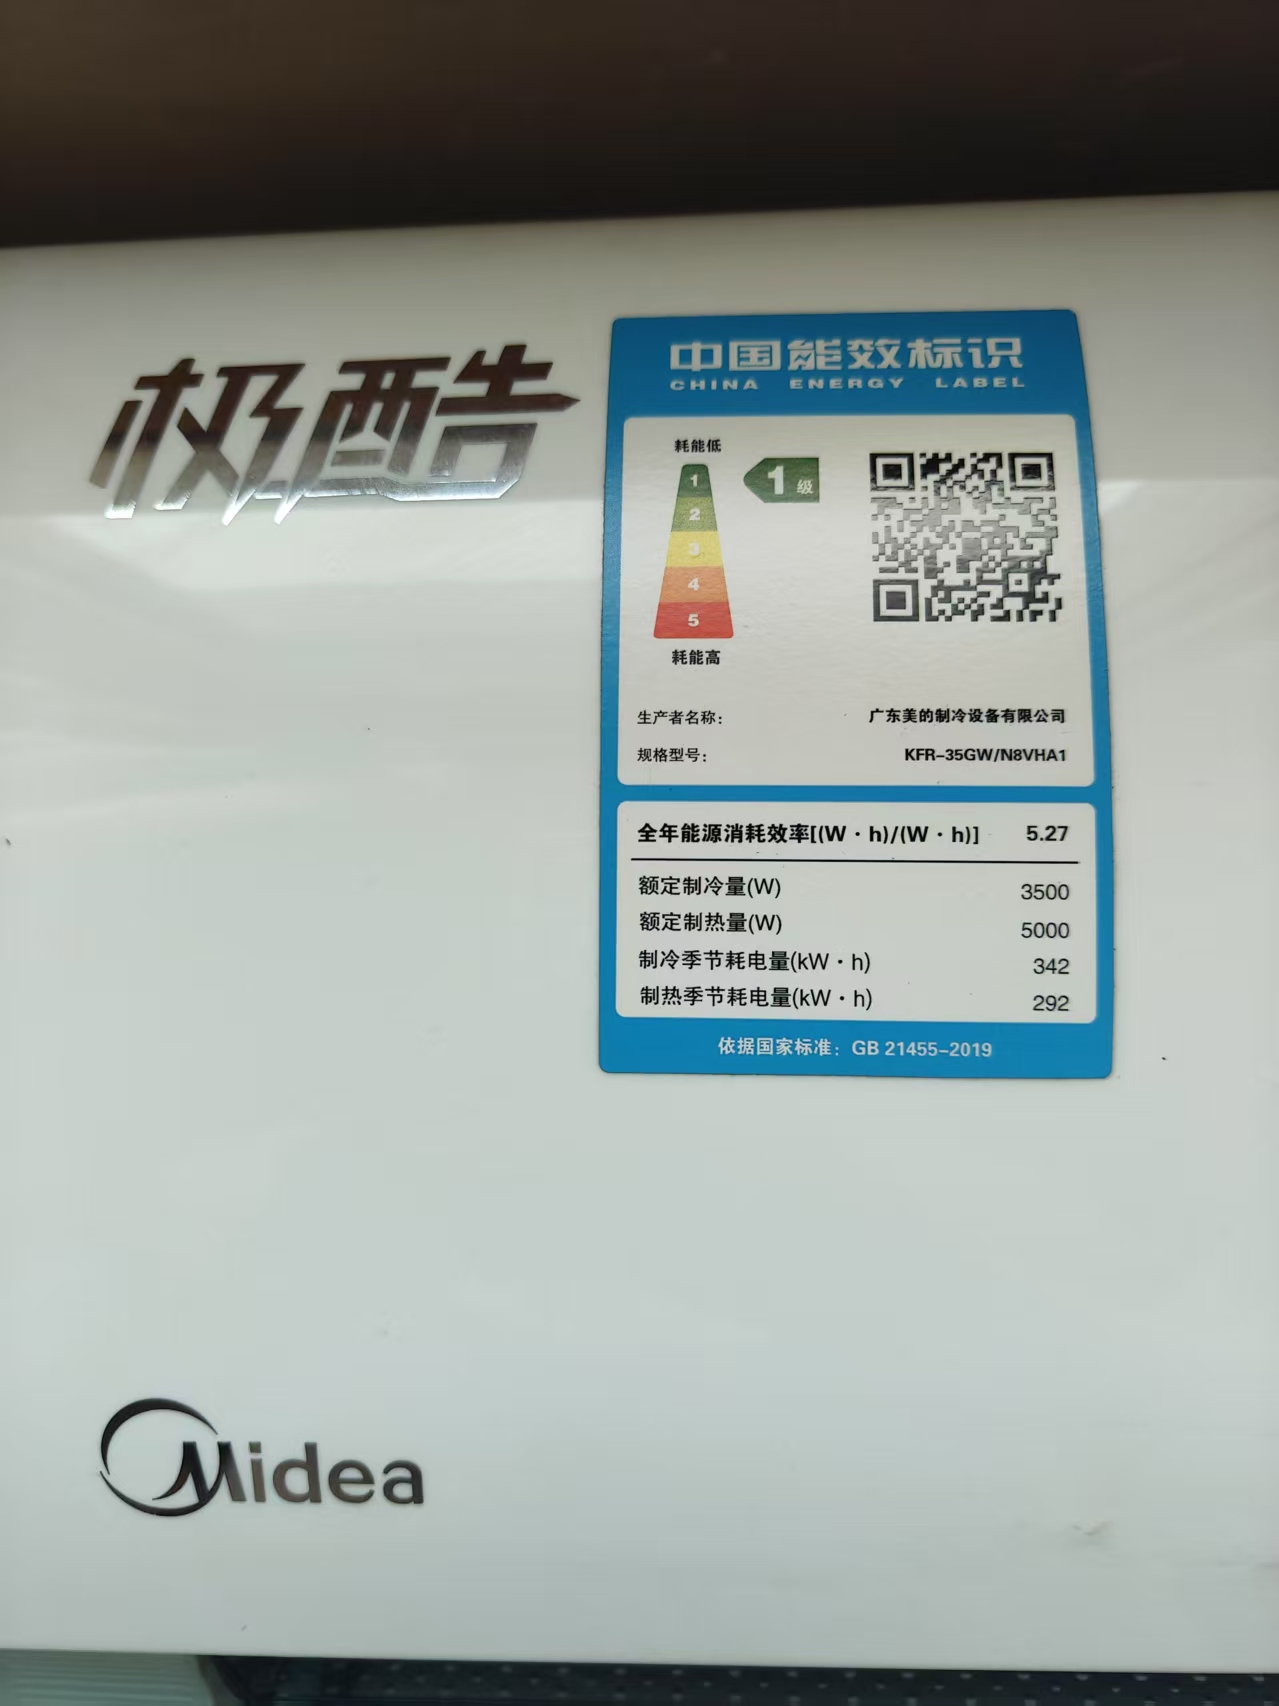 极酷
中国能效标识
CHINA ENERGY LABEL
耗能低
1
2
3
4
5
耗能高
1级
生产者名称： 广东美的制冷设备有限公司
规格型号： KFR-35GW/N8VHA1
全年能源消耗效率[(W·h)/(W·h)] 5.27
额定制冷量(W) 3500
额定制热量(W) 5000
制冷季节耗电量(kW·h) 342
制热季节耗电量(kW·h) 292
依据国家标准：GB 21455-2019
Midea